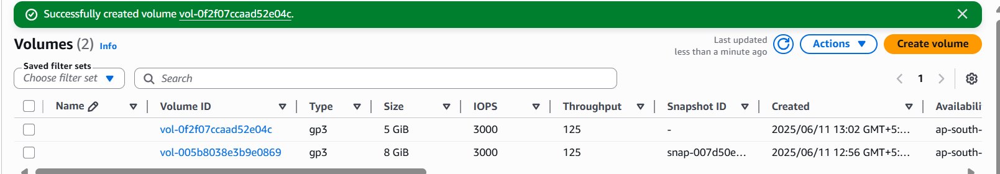 Successfully created volume vol-0f2f07ccaad52e04c.
Volumes (2) Info
Last updated
less than a minute ago
Actions
Create volume
Saved filter sets
Choose filter set
Search
1
Name Volume ID Type Size IOPS Throughput Snapshot ID Created Availabili
vol-0f2f07ccaad52e04c gp3 5 GiB 3000 125 - 2025/06/11 13:02 GMT+5:... ap-south-
vol-005b8038e3b9e0869 gp3 8 GiB 3000 125 snap-007d50e... 2025/06/11 12:56 GMT+5:... ap-south-